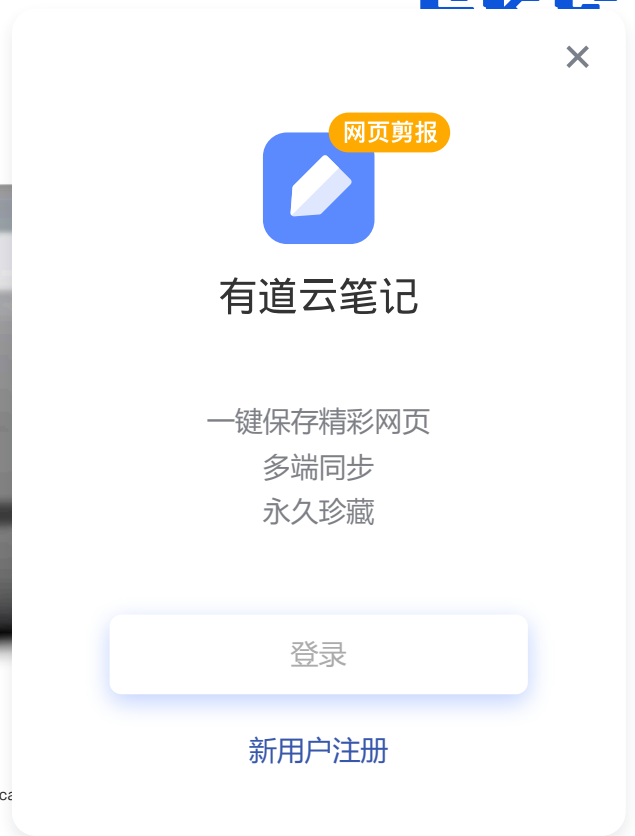 网页剪报
有道云笔记
一键保存精彩网页
多端同步
永久珍藏
登录
新用户注册
ca